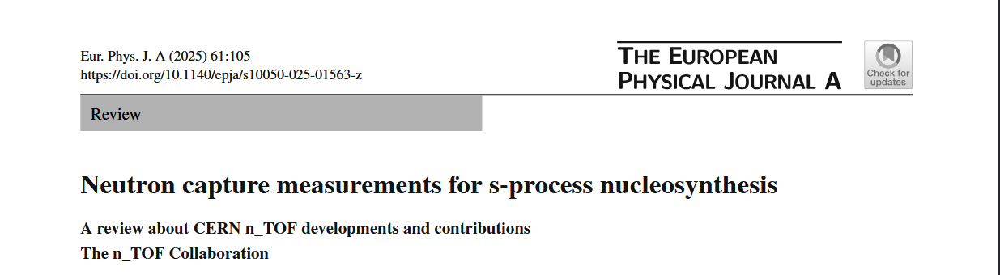 Eur. Phys. J. A (2025) 61:105
https://doi.org/10.1140/epja/s10050-025-01563-z
THE EUROPEAN
PHYSICAL JOURNAL A
Check for
updates
Review
Neutron capture measurements for s-process nucleosynthesis
A review about CERN n_TOF developments and contributions
The n_TOF Collaboration